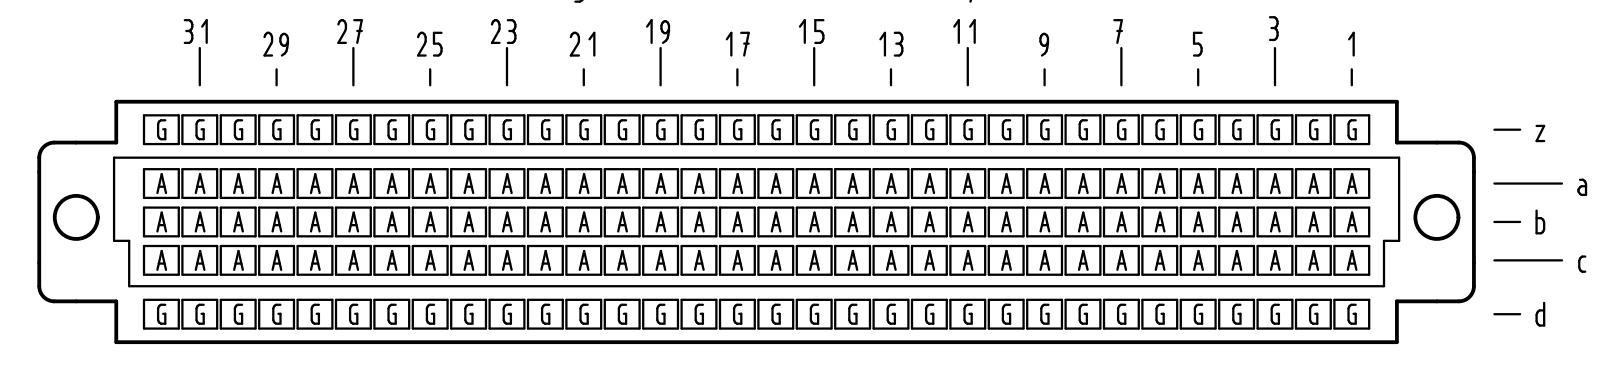 31 27 23 19 15 11 7 3
29 25 21 17 13 9 5 1
G G G G G G G G G G G G G G G G G G G G G G G G G G G G G G G G z
A A A A A A A A A A A A A A A A A A A A A A A A A A A A A A A A a
A A A A A A A A A A A A A A A A A A A A A A A A A A A A A A A A b
A A A A A A A A A A A A A A A A A A A A A A A A A A A A A A A A c
G G G G G G G G G G G G G G G G G G G G G G G G G G G G G G G G d